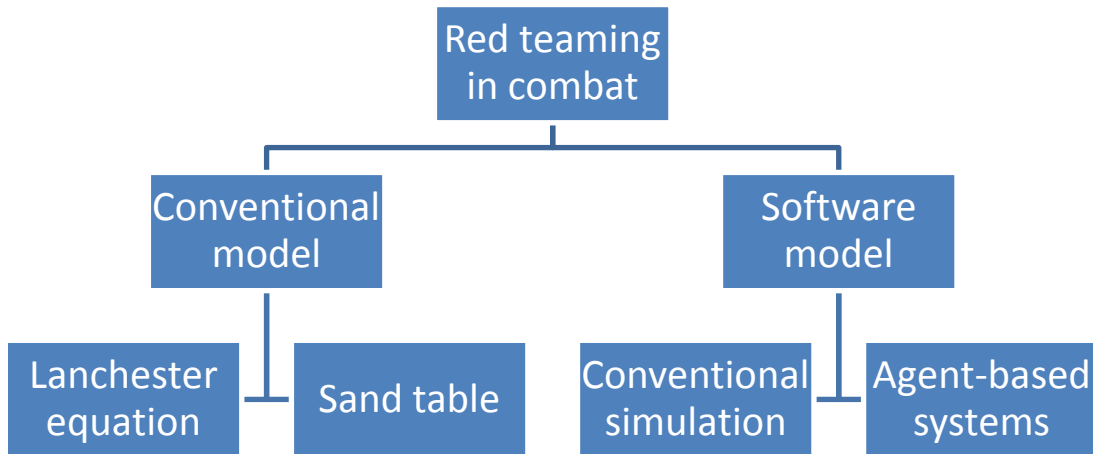 Red teaming
in combat
Conventional
model
Software
model
Lanchester
equation
Sand table
Conventional
simulation
Agent-based
systems